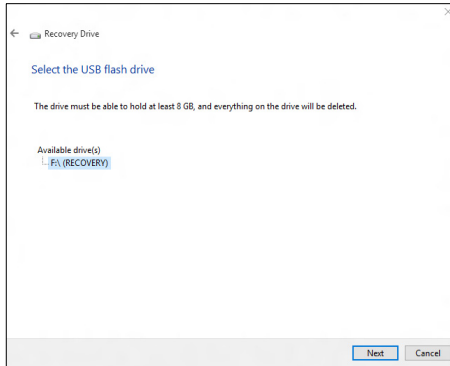 Recovery Drive
Select the USB flash drive
The drive must be able to hold at least 8 GB, and everything on the drive will be deleted.
Available drive(s)
F:\ (RECOVERY)
Next Cancel